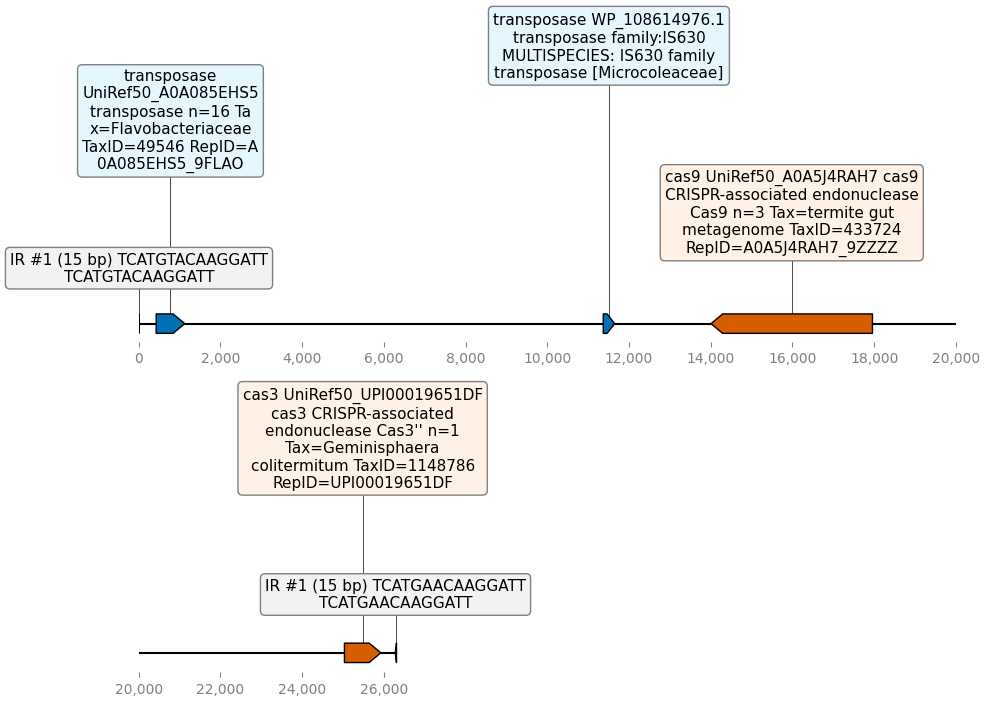 transposase WP_108614976.1
transposase family:IS630
MULTISPECIES: IS630 family
transposase [Microcoleaceae]
transposase
UniRef50_A0A085EHS5
transposase n=16 Ta
x=Flavobacteriaceae
TaxID=49546 RepID=A
0A085EHS5_9FLAO
cas9 UniRef50_A0A5J4RAH7 cas9
CRISPR-associated endonuclease
Cas9 n=3 Tax=termite gut
metagenome TaxID=433724
RepID=A0A5J4RAH7_9ZZZZ
IR #1 (15 bp) TCATGTACAAGGATT
TCATGTACAAGGATT
0 2,000 4,000 6,000 8,000 10,000 12,000 14,000 16,000 18,000 20,000
cas3 UniRef50_UPI00019651DF
cas3 CRISPR-associated
endonuclease Cas3'' n=1
Tax=Geminisphaera
colitermitum TaxID=1148786
RepID=UPI00019651DF
IR #1 (15 bp) TCATGAACAAGGATT
TCATGAACAAGGATT
20,000 22,000 24,000 26,000